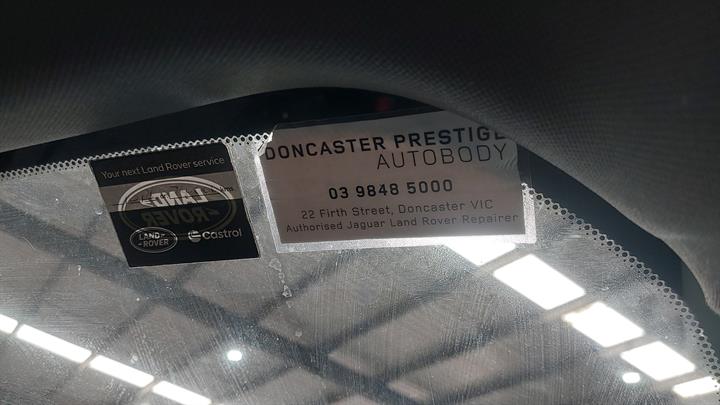 Your next Land Rover service
LAND
ROVER
LAND
ROVER
Castrol
DONCASTER PRESTIGE
AUTOBODY
03 9848 5000
22 Firth Street, Doncaster VIC
Authorised Jaguar Land Rover Repairer